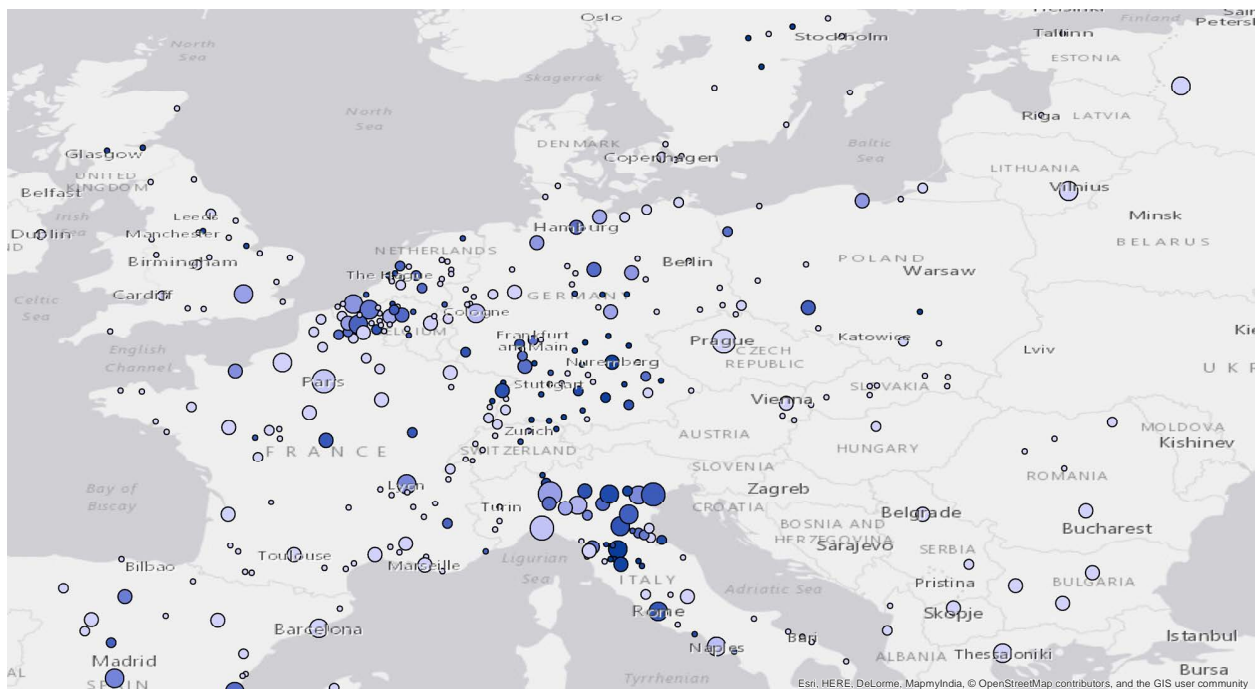 Oslo
Helsinki
Finland
Stockholm
Tallinn
North
Sea
ESTONIA
Skagerrak
North
Sea
Riga LATVIA
DENMARK
Baltic
Sea
Glasgow
Copenhagen
LITHUANIA
UNITED
KINGDOM
Vilnius
Belfast
Irish
Sea
Leeds
Minsk
Dublin
Manchester
Hamburg
BELARUS
NETHERLANDS
Birmingham
Berlin
POLAND
Warsaw
The Hague
Celtic
Sea
Cardiff
GERMANY
Cologne
BELGIUM
Frankfurt
am Main
Prague
Katowice
English
Channel
CZECH
REPUBLIC
Lviv
Nuremberg
UKR
Paris
Stuttgart
SLOVAKIA
Vienna
Zurich
AUSTRIA
MOLDOVA
Kishinev
FRANCE
SWITZERLAND
HUNGARY
SLOVENIA
ROMANIA
Bay of
Biscay
Lyon
Zagreb
Turin
CROATIA
Belgrade
BOSNIA AND
HERZEGOVINA
Bucharest
Sarajevo
SERBIA
Toulouse
Bilbao
Marseille
Ligurian
Sea
ITALY
Adriatic Sea
Pristina
BULGARIA
Rome
Skopje
Barcelona
Bari
Istanbul
Naples
Madrid
ALBANIA
Thessaloniki
Bursa
SPAIN
Tyrrhenian
Esri, HERE, DeLorme, MapmyIndia, © OpenStreetMap contributors, and the GIS user community